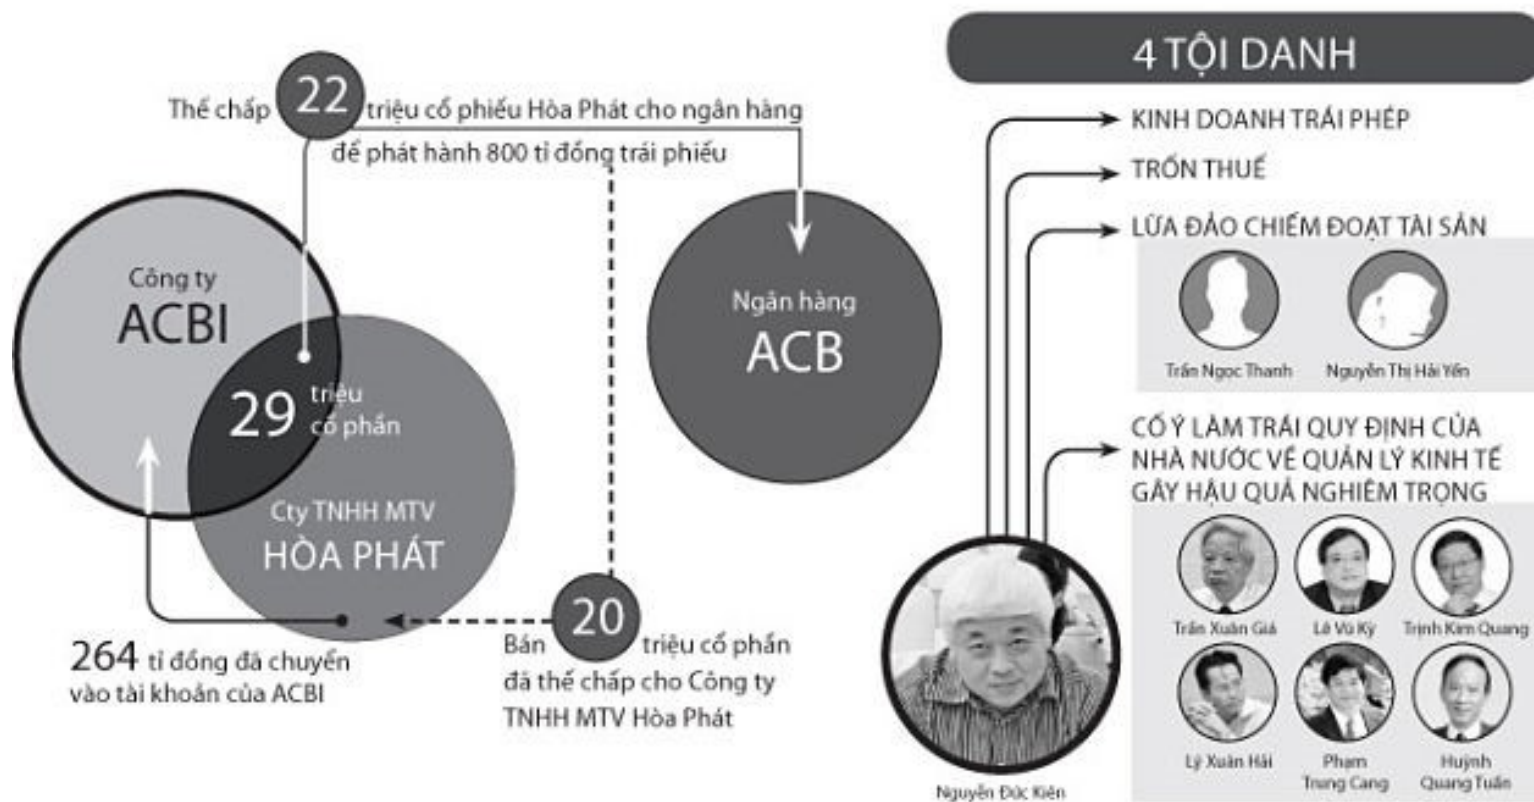 Thế chấp 22 triệu cổ phiếu Hòa Phát cho ngân hàng
để phát hành 800 tỉ đồng trái phiếu
Công ty
ACBI
29 triệu
cổ phần
Cty TNHH MTV
HÒA PHÁT
Ngân hàng
ACB
264 tỉ đồng đã chuyển
vào tài khoản của ACBI
Bán 20 triệu cổ phần
đã thế chấp cho Công ty
TNHH MTV Hòa Phát
4 TỘI DANH
KINH DOANH TRÁI PHÉP
TRỐN THUẾ
LỪA ĐẢO CHIẾM ĐOẠT TÀI SẢN
Trần Ngọc Thanh
Nguyễn Thị Hải Yến
CỐ Ý LÀM TRÁI QUY ĐỊNH CỦA
NHÀ NƯỚC VỀ QUẢN LÝ KINH TẾ
GÂY HẬU QUẢ NGHIÊM TRỌNG
Trần Xuân Giá
Lê Vũ Kỳ
Trịnh Kim Quang
Lý Xuân Hải
Phạm
Trung Cang
Huỳnh
Quang Tuấn
Nguyễn Đức Kiên